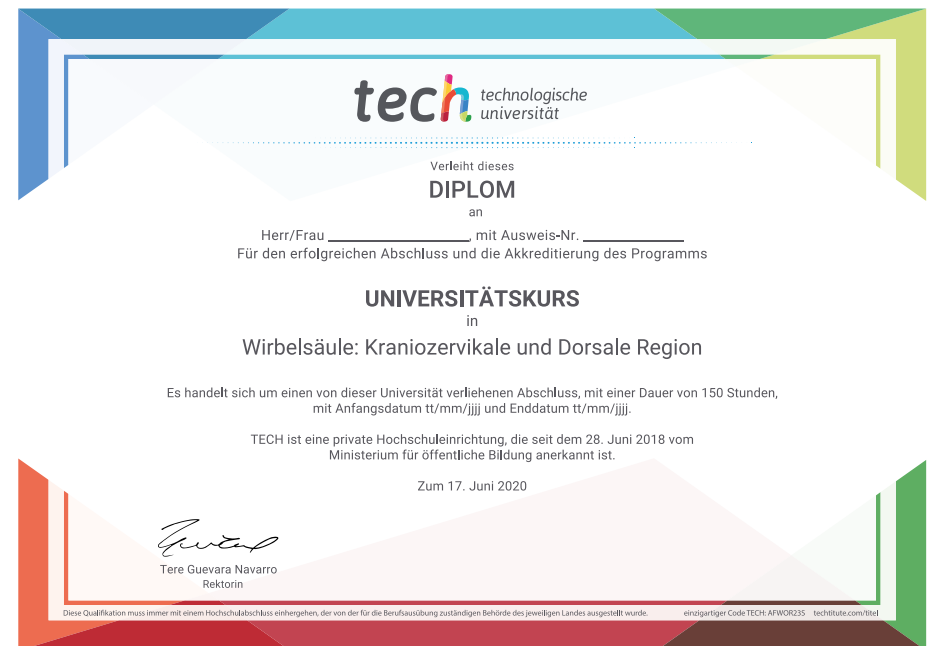 tech technologische
universität
Verleiht dieses
DIPLOM
an
Herr/Frau ____________________, mit Ausweis-Nr. ______________
Für den erfolgreichen Abschluss und die Akkreditierung des Programms
UNIVERSITÄTSKURS
in
Wirbelsäule: Kraniozervikale und Dorsale Region
Es handelt sich um einen von dieser Universität verliehenen Abschluss, mit einer Dauer von 150 Stunden,
mit Anfangsdatum tt/mm/jjjj und Enddatum tt/mm/jjjj.
TECH ist eine private Hochschuleinrichtung, die seit dem 28. Juni 2018 vom
Ministerium für öffentliche Bildung anerkannt ist.
Zum 17. Juni 2020
Tere Guevara Navarro
Rektorin
Diese Qualifikation muss immer mit einem Hochschulabschluss einhergehen, der von der für die Berufsausübung zuständigen Behörde des jeweiligen Landes ausgestellt wurde. einzigartiger Code TECH: AFWOR23S techtitute.com/titel